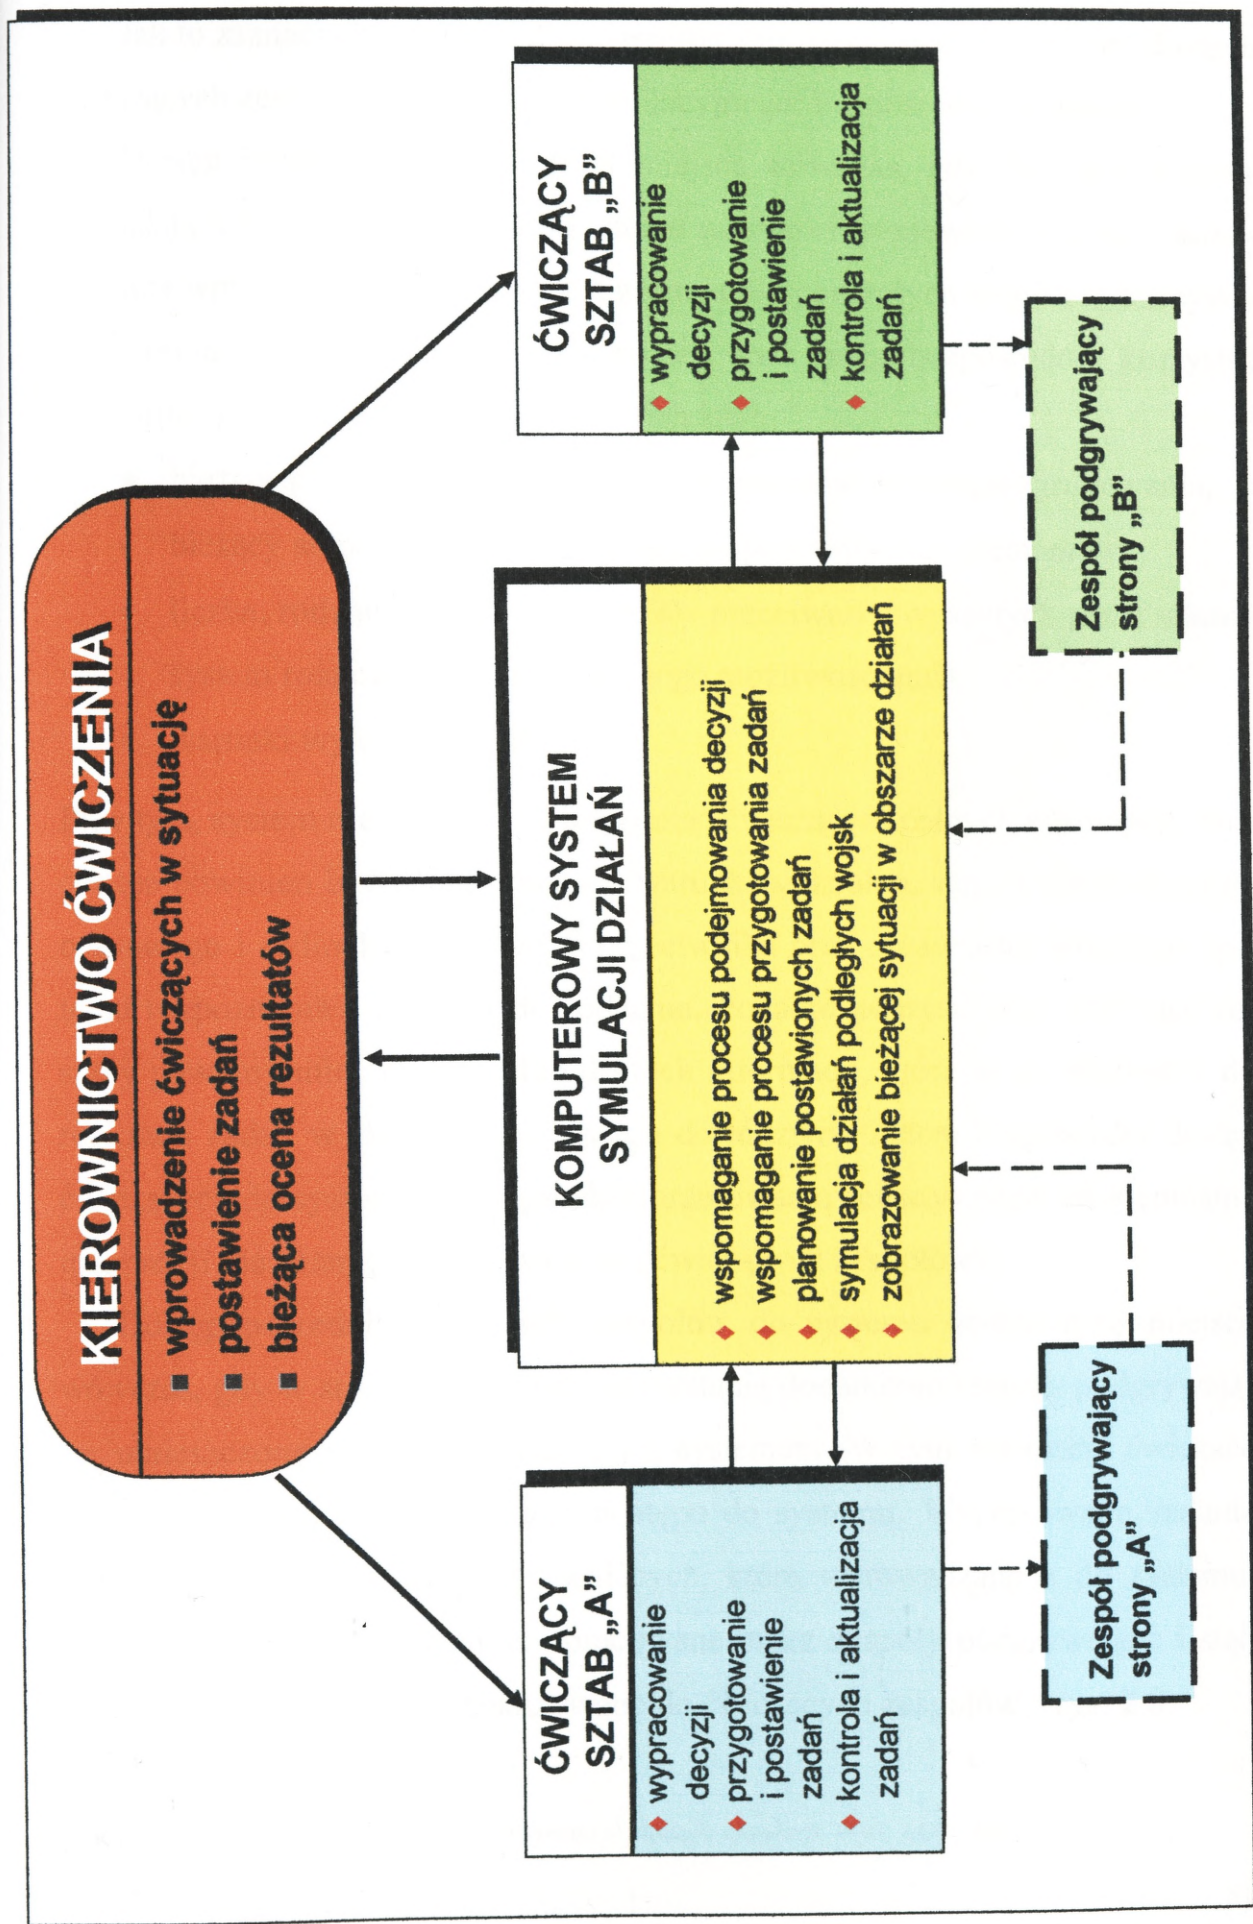 KIEROWNICTWO ĆWICZENIA
wprowadzenie ćwiczących w sytuację
postawienie zadań
bieżąca ocena rezultatów
ĆWICZĄCY
SZTAB „A”
wypracowanie
decyzji
przygotowanie
i postawienie
zadań
kontrola i aktualizacja
zadań
KOMPUTEROWY SYSTEM
SYMULACJI DZIAŁAŃ
wspomaganie procesu podejmowania decyzji
wspomaganie procesu przygotowania zadań
planowanie postawionych zadań
symulacja działań podległych wojsk
zobrazowanie bieżącej sytuacji w obszarze działań
ĆWICZĄCY
SZTAB „B”
wypracowanie
decyzji
przygotowanie
i postawienie
zadań
kontrola i aktualizacja
zadań
Zespół podgrywający
strony „A”
Zespół podgrywający
strony „B”